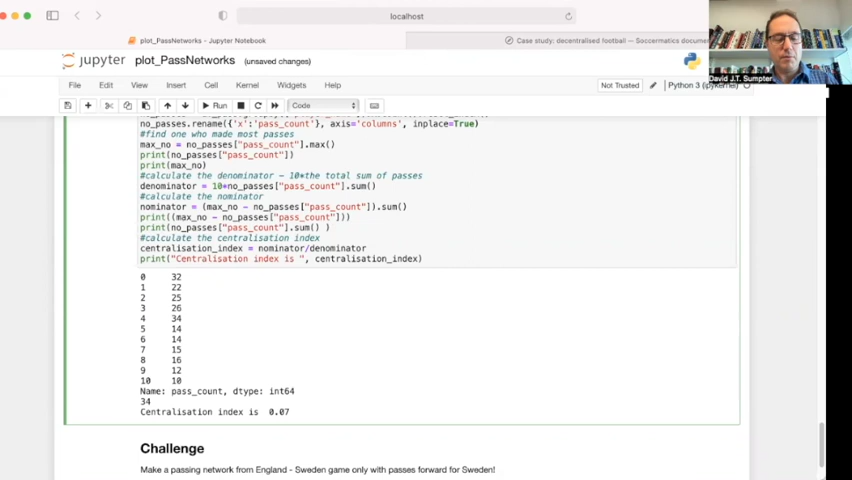 localhost
plot_PassNetworks - Jupyter Notebook
Case study: decentralised football — Soccermatics documen
David J.T. Sumpter
jupyter plot_PassNetworks (unsaved changes)
File Edit View Insert Cell Kernel Widgets Help
Not Trusted
Python 3 (ipykernel)
Run
Code
no_passes.rename({'x':'pass_count'}, axis='columns', inplace=True)
#find one who made most passes
max_no = no_passes["pass_count"].max()
print(no_passes["pass_count"])
print(max_no)
#calculate the denominator - 10*the total sum of passes
denominator = 10*no_passes["pass_count"].sum()
#calculate the nominator
nominator = (max_no - no_passes["pass_count"]).sum()
print((max_no - no_passes["pass_count"]))
print(no_passes["pass_count"].sum() )
#calculate the centralisation index
centralisation_index = nominator/denominator
print("Centralisation index is ", centralisation_index)
0 32
1 22
2 25
3 26
4 34
5 14
6 14
7 15
8 16
9 12
10 10
Name: pass_count, dtype: int64
34
Centralisation index is 0.07
Challenge
Make a passing network from England - Sweden game only with passes forward for Sweden!